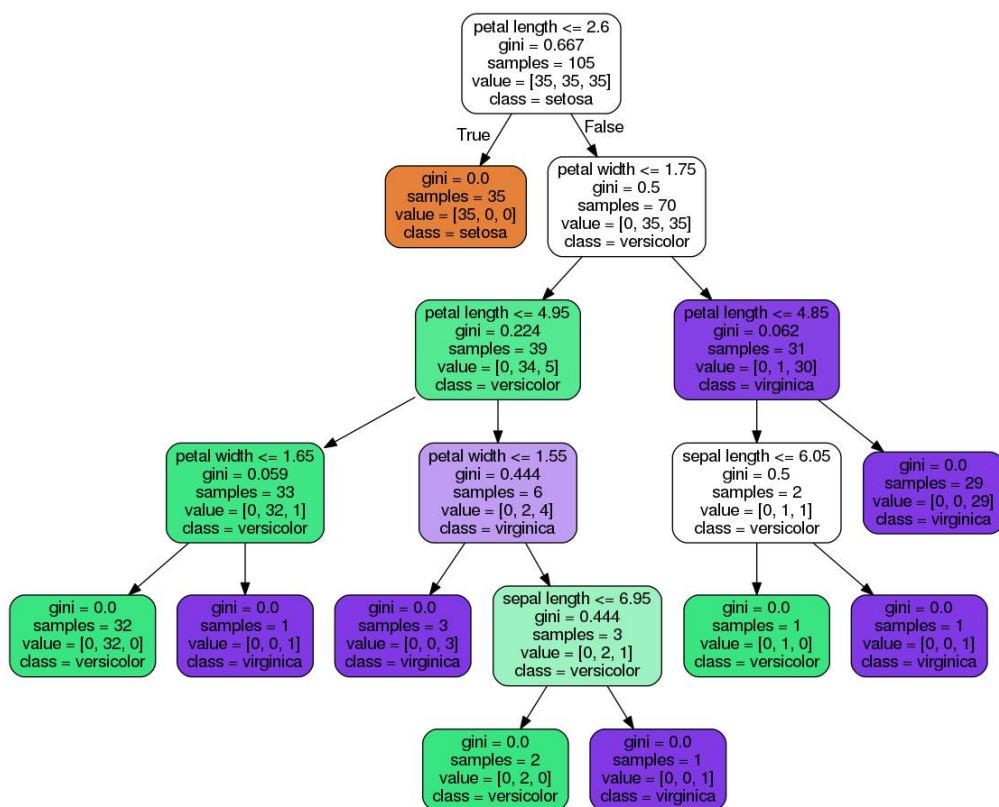 petal length <= 2.6
gini = 0.667
samples = 105
value = [35, 35, 35]
class = setosa
True
False
gini = 0.0
samples = 35
value = [35, 0, 0]
class = setosa
petal width <= 1.75
gini = 0.5
samples = 70
value = [0, 35, 35]
class = versicolor
petal length <= 4.95
gini = 0.224
samples = 39
value = [0, 34, 5]
class = versicolor
petal length <= 4.85
gini = 0.062
samples = 31
value = [0, 1, 30]
class = virginica
petal width <= 1.65
gini = 0.059
samples = 33
value = [0, 32, 1]
class = versicolor
petal width <= 1.55
gini = 0.444
samples = 6
value = [0, 2, 4]
class = virginica
sepal length <= 6.05
gini = 0.5
samples = 2
value = [0, 1, 1]
class = versicolor
gini = 0.0
samples = 29
value = [0, 0, 29]
class = virginica
gini = 0.0
samples = 32
value = [0, 32, 0]
class = versicolor
gini = 0.0
samples = 1
value = [0, 0, 1]
class = virginica
gini = 0.0
samples = 3
value = [0, 0, 3]
class = virginica
sepal length <= 6.95
gini = 0.444
samples = 3
value = [0, 2, 1]
class = versicolor
gini = 0.0
samples = 1
value = [0, 1, 0]
class = versicolor
gini = 0.0
samples = 1
value = [0, 0, 1]
class = virginica
gini = 0.0
samples = 2
value = [0, 2, 0]
class = versicolor
gini = 0.0
samples = 1
value = [0, 0, 1]
class = virginica